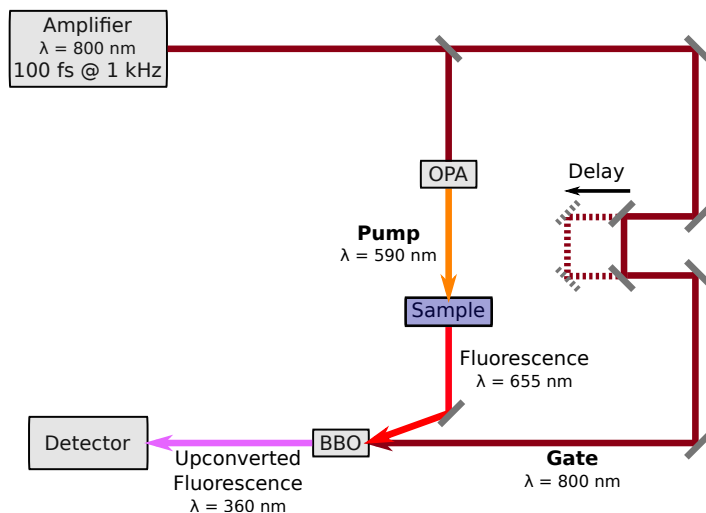 Amplifier
λ = 800 nm
100 fs @ 1 kHz
OPA
Delay
Pump
λ = 590 nm
Sample
Fluorescence
λ = 655 nm
Detector
BBO
Upconverted
Fluorescence
λ = 360 nm
Gate
λ = 800 nm